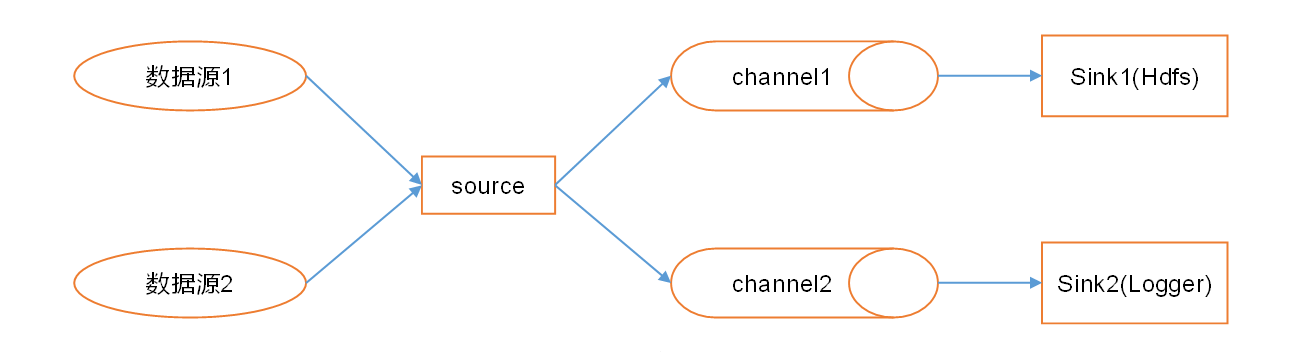 数据源1
channel1
Sink1(Hdfs)
source
数据源2
channel2
Sink2(Logger)